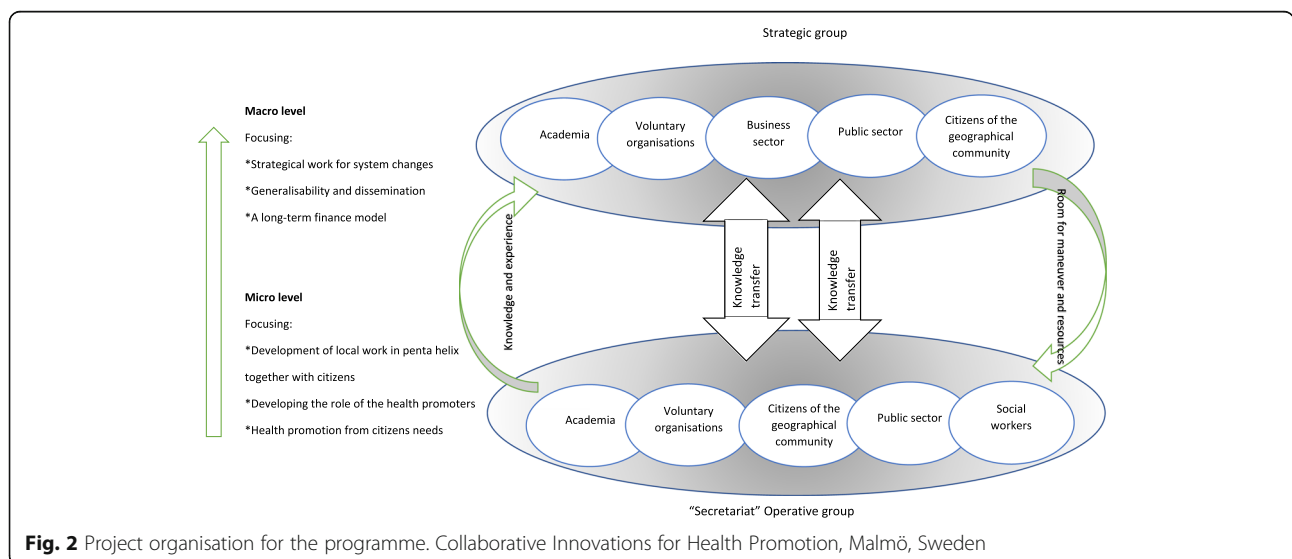 Strategic group
Macro level
Focusing:
*Strategical work for system changes
*Generalisability and dissemination
*A long-term finance model
Academia
Voluntary
organisations
Business
sector
Public sector
Citizens of the
geographical
community
Knowledge and experience
Knowledge
transfer
Knowledge
transfer
Room for maneuver and resources
Micro level
Focusing:
*Development of local work in penta helix
together with citizens
*Developing the role of the health promoters
*Health promotion from citizens needs
Academia
Voluntary
organisations
Citizens of the
geographical
community
Public sector
Social
workers
“Secretariat” Operative group
Fig. 2 Project organisation for the programme. Collaborative Innovations for Health Promotion, Malmö, Sweden